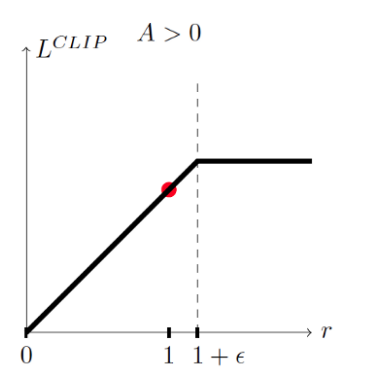 A > 0
L^{CLIP}
r
0 1 1 + ϵ